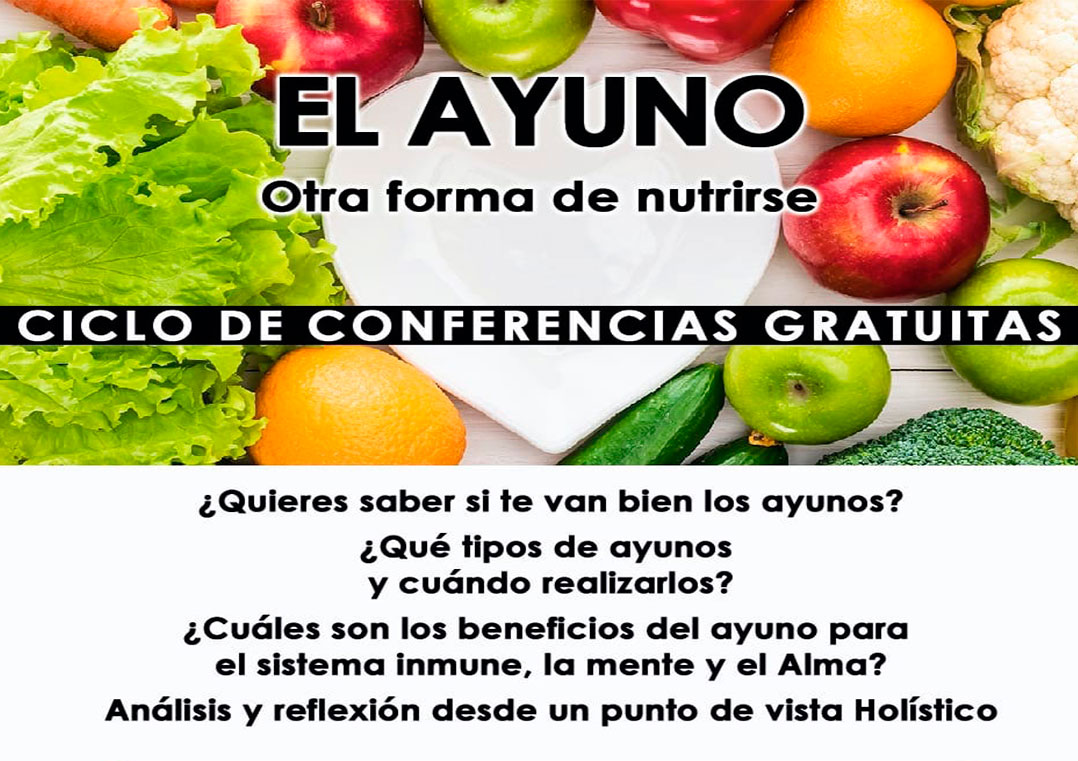 EL AYUNO
Otra forma de nutrirse
CICLO DE CONFERENCIAS GRATUITAS
¿Quieres saber si te van bien los ayunos?
¿Qué tipos de ayunos
y cuándo realizarlos?
¿Cuáles son los beneficios del ayuno para
el sistema inmune, la mente y el Alma?
Análisis y reflexión desde un punto de vista Holístico